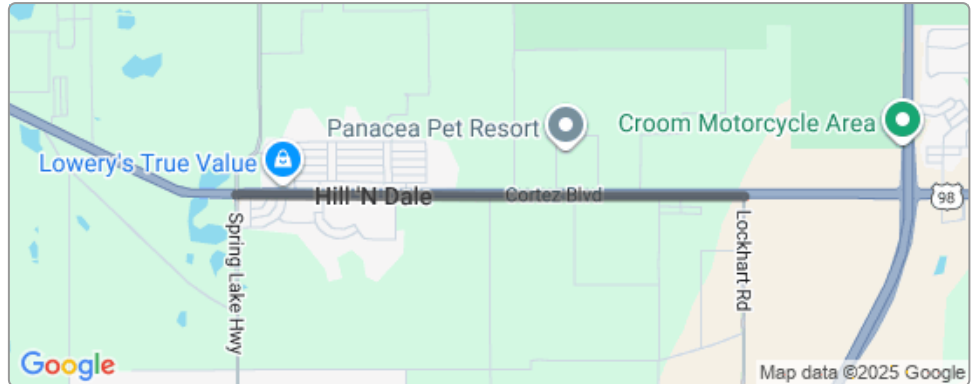 Panacea Pet Resort
Croom Motorcycle Area
Lowery's True Value
Hill 'N Dale
Cortez Blvd
98
Spring Lake Hwy
Lockhart Rd
Google
Map data ©2025 Google